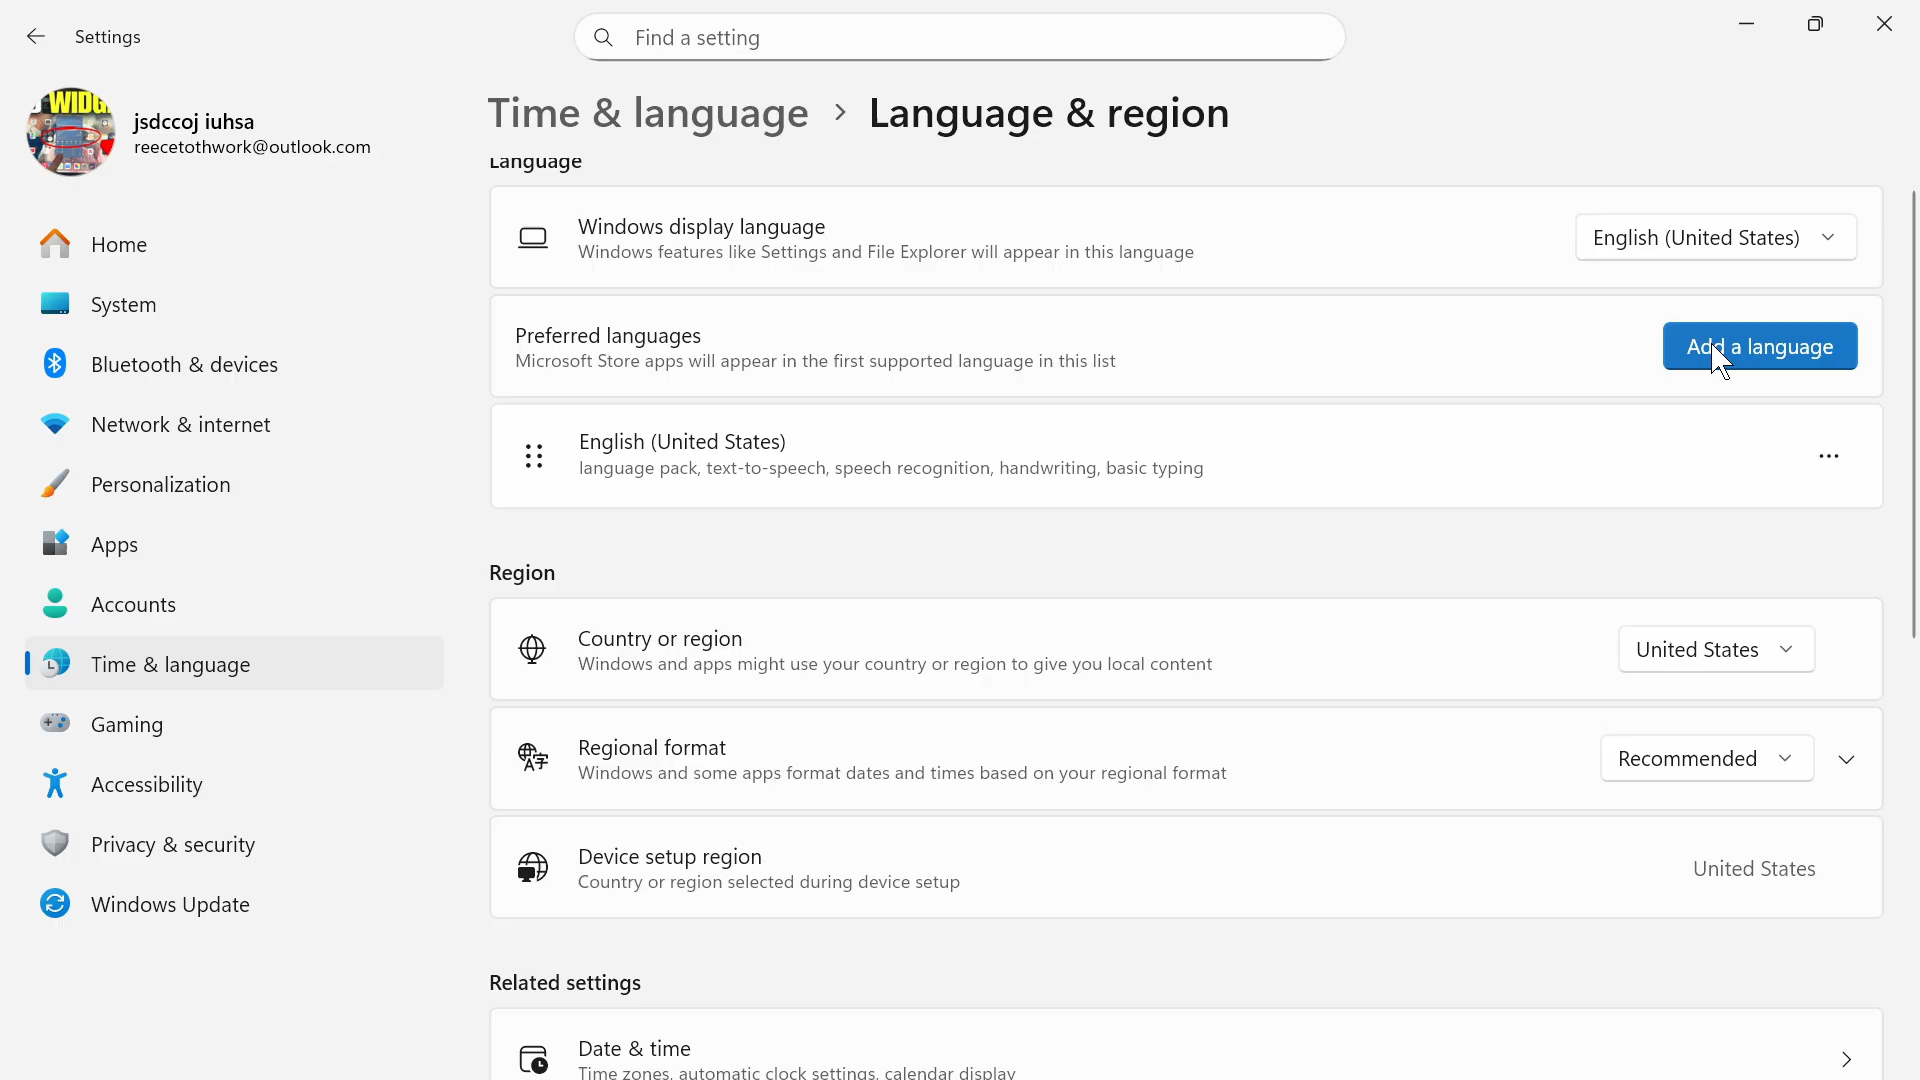 Settings
Find a setting
WIDG
jsdccoj iuhsa
reecetothwork@outlook.com
Home
System
Bluetooth & devices
Network & internet
Personalization
Apps
Accounts
Time & language
Gaming
Accessibility
Privacy & security
Windows Update
Time & language > Language & region
Language
Windows display language
Windows features like Settings and File Explorer will appear in this language
English (United States)
Preferred languages
Microsoft Store apps will appear in the first supported language in this list
Add a language
English (United States)
language pack, text-to-speech, speech recognition, handwriting, basic typing
Region
Country or region
Windows and apps might use your country or region to give you local content
United States
Regional format
Windows and some apps format dates and times based on your regional format
Recommended
Device setup region
Country or region selected during device setup
United States
Related settings
Date & time
Time zones, automatic clock settings, calendar display